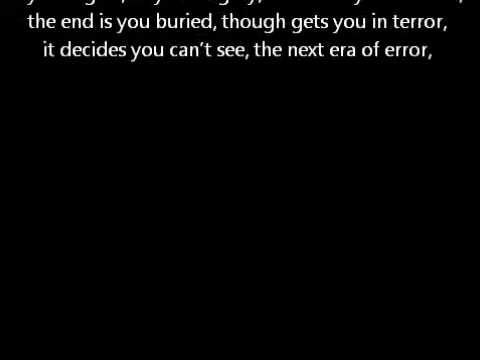 the end is you buried, though gets you in terror,
it decides you can't see, the next era of error,